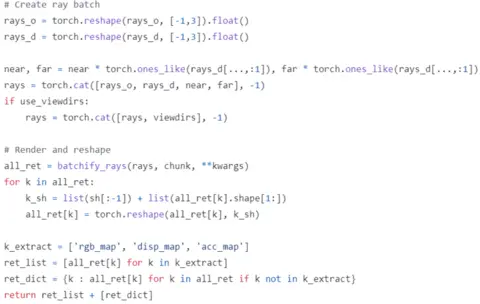 # Create ray batch
rays_o = torch.reshape(rays_o, [-1,3]).float()
rays_d = torch.reshape(rays_d, [-1,3]).float()
near, far = near * torch.ones_like(rays_d[...,:1]), far * torch.ones_like(rays_d[...,:1])
rays = torch.cat([rays_o, rays_d, near, far], -1)
if use_viewdirs:
    rays = torch.cat([rays, viewdirs], -1)
# Render and reshape
all_ret = batchify_rays(rays, chunk, **kwargs)
for k in all_ret:
    k_sh = list(sh[:-1]) + list(all_ret[k].shape[1:])
    all_ret[k] = torch.reshape(all_ret[k], k_sh)
k_extract = ['rgb_map', 'disp_map', 'acc_map']
ret_list = [all_ret[k] for k in k_extract]
ret_dict = {k : all_ret[k] for k in all_ret if k not in k_extract}
return ret_list + [ret_dict]